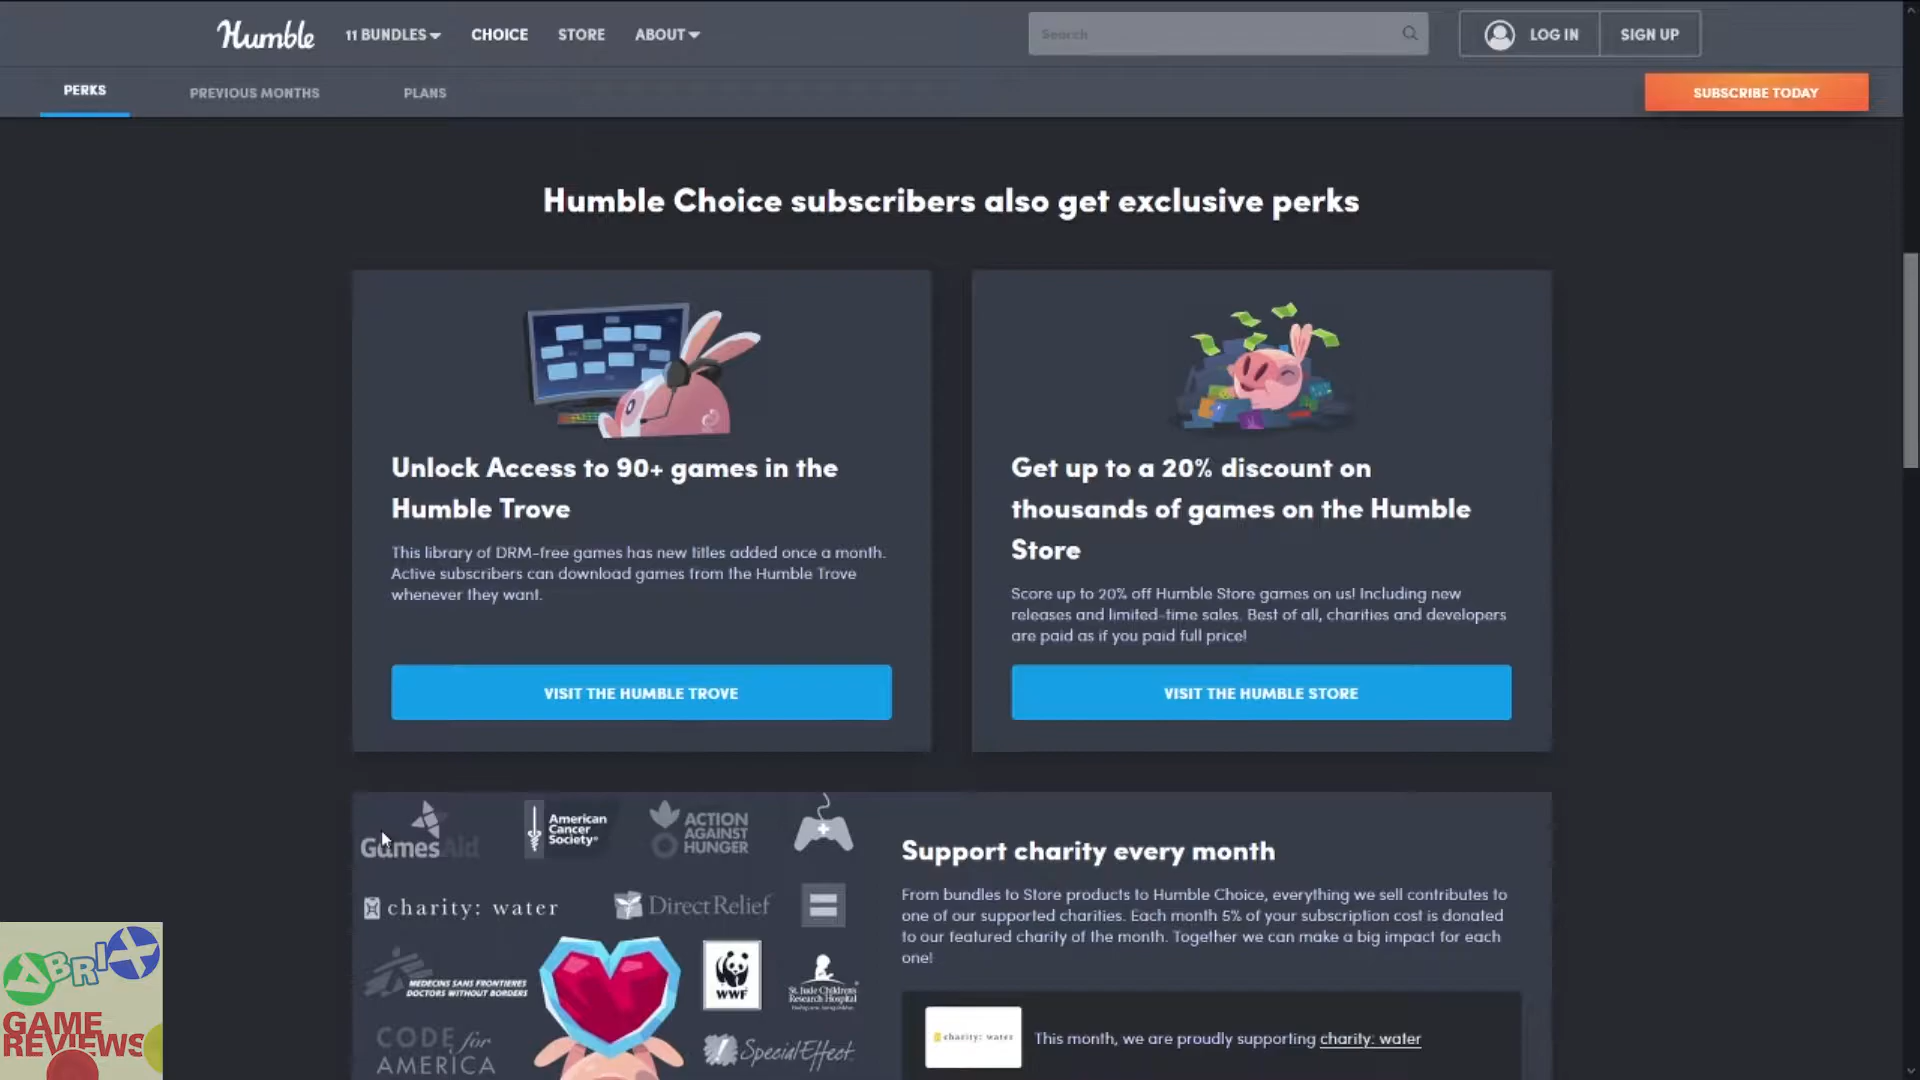 Humble
11 BUNDLES
CHOICE
STORE
ABOUT
Search
LOG IN
SIGN UP
PERKS
PREVIOUS MONTHS
PLANS
SUBSCRIBE TODAY
Humble Choice subscribers also get exclusive perks
Unlock Access to 90+ games in the
Humble Trove
This library of DRM-free games has new titles added once a month.
Active subscribers can download games from the Humble Trove
whenever they want.
VISIT THE HUMBLE TROVE
Get up to a 20% discount on
thousands of games on the Humble
Store
Score up to 20% off Humble Store games on us! Including new
releases and limited-time sales. Best of all, charities and developers
are paid as if you paid full price!
VISIT THE HUMBLE STORE
GamesAid
American
Cancer
Society®
ACTION
AGAINST
HUNGER
charity: water
DirectRelief
MEDECINS SANS FRONTIERES
DOCTORS WITHOUT BORDERS
WWF
St. Jude Children's
Research Hospital
CODE for
AMERICA
SpecialEffect
Support charity every month
From bundles to Store products to Humble Choice, everything we sell contributes to
one of our supported charities. Each month 5% of your subscription cost is donated
to our featured charity of the month. Together we can make a big impact for each
one!
charity: water
This month, we are proudly supporting charity: water
ABRIX
GAME
REVIEWS